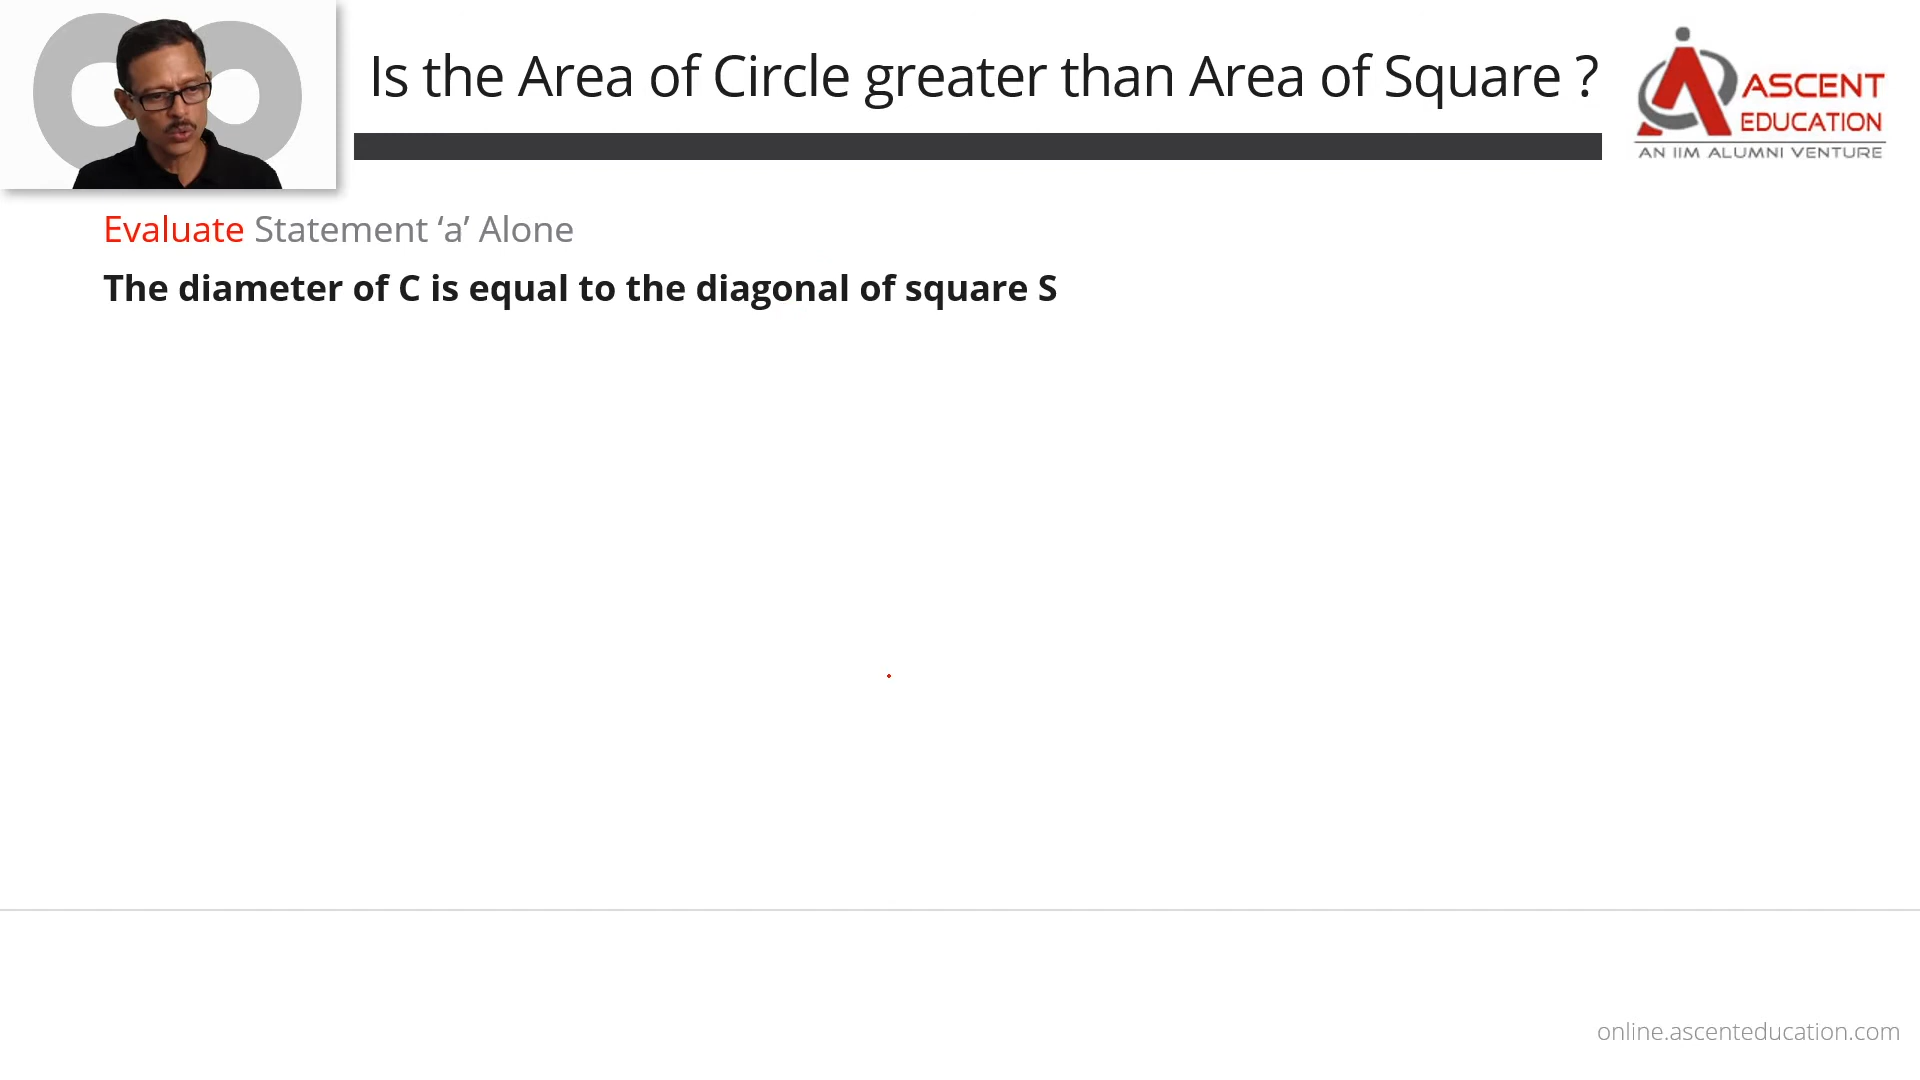 Is the Area of Circle greater than Area of Square ?
ASCENT
EDUCATION
AN IIM ALUMNI VENTURE
Evaluate Statement ‘a’ Alone
The diameter of C is equal to the diagonal of square S
online.ascenteducation.com